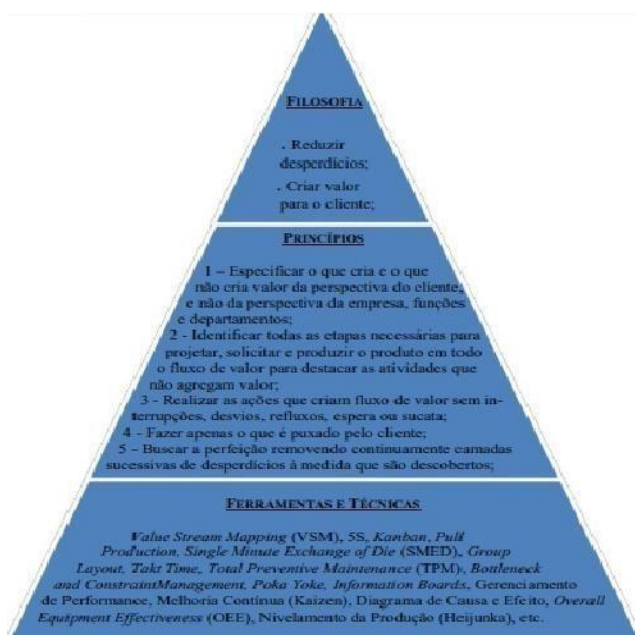 FILOSOFIA
. Reduzir
desperdícios;
. Criar valor
para o cliente;
PRINCÍPIOS
1 – Especificar o que cria e o que
não cria valor da perspectiva do cliente,
e não da perspectiva da empresa, funções
e departamentos;
2 - Identificar todas as etapas necessárias para
projetar, solicitar e produzir o produto em todo
o fluxo de valor para destacar as atividades que
não agregam valor;
3 - Realizar as ações que criam fluxo de valor sem in-
terrupções, desvios, refluxos, espera ou sucata;
4 - Fazer apenas o que é puxado pelo cliente;
5 - Buscar a perfeição removendo continuamente camadas
sucessivas de desperdícios à medida que são descobertos;
FERRAMENTAS E TÉCNICAS
Value Stream Mapping (VSM), 5S, Kanban, Pull
Production, Single Minute Exchange of Die (SMED), Group
Layout, Takt Time, Total Preventive Maintenance (TPM), Bottleneck
and ConstraintManagement, Poka Yoke, Information Boards, Gerenciamento
de Performance, Melhoria Contínua (Kaizen), Diagrama de Causa e Efeito, Overall
Equipment Effectiveness (OEE), Nivelamento da Produção (Heijunka), etc.